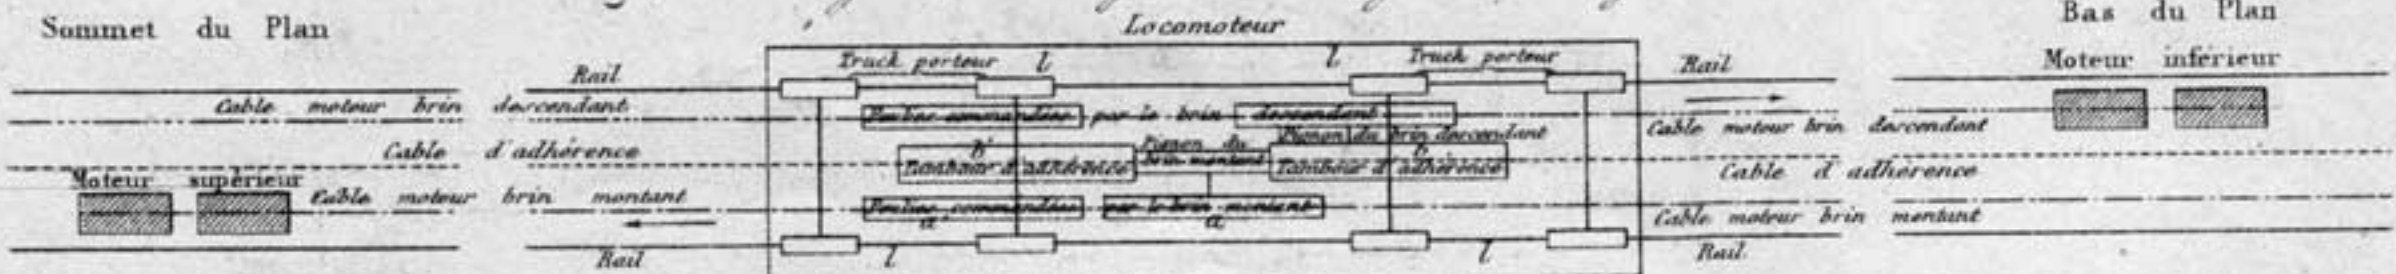 Sommet du Plan
Locomoteur
Bas du Plan
Truck porteur
l
l
Truck porteur
Rail
Rail
Moteur inférieur
Cable moteur brin descendant
Poulies commandées par le brin descendant
Cable moteur brin descendant
Pignon du brin descendant
Pignon du
brin montant
Cable d'adhérence
b'
Tambour d'adhérence
b
Tambour d'adhérence
Cable d'adhérence
Moteur supérieur
Cable moteur brin montant
Poulies commandées par le brin montant
a
a
Cable moteur brin montant
Rail
l
l
Rail